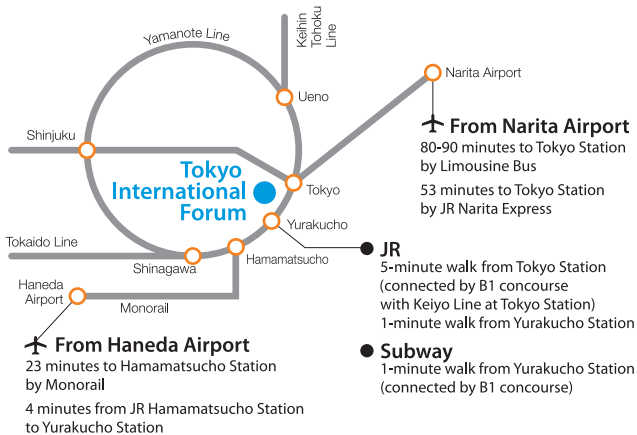 Yamanote Line
Keihin
Tohoku
Line
Narita Airport
Ueno
Shinjuku
From Narita Airport
80-90 minutes to Tokyo Station
by Limousine Bus
53 minutes to Tokyo Station
by JR Narita Express
Tokyo
International
Forum
Tokyo
Yurakucho
Tokaido Line
Hamamatsucho
Shinagawa
JR
5-minute walk from Tokyo Station
(connected by B1 concourse
with Keiyo Line at Tokyo Station)
1-minute walk from Yurakucho Station
Haneda
Airport
Monorail
From Haneda Airport
23 minutes to Hamamatsucho Station
by Monorail
4 minutes from JR Hamamatsucho Station
to Yurakucho Station
Subway
1-minute walk from Yurakucho Station
(connected by B1 concourse)